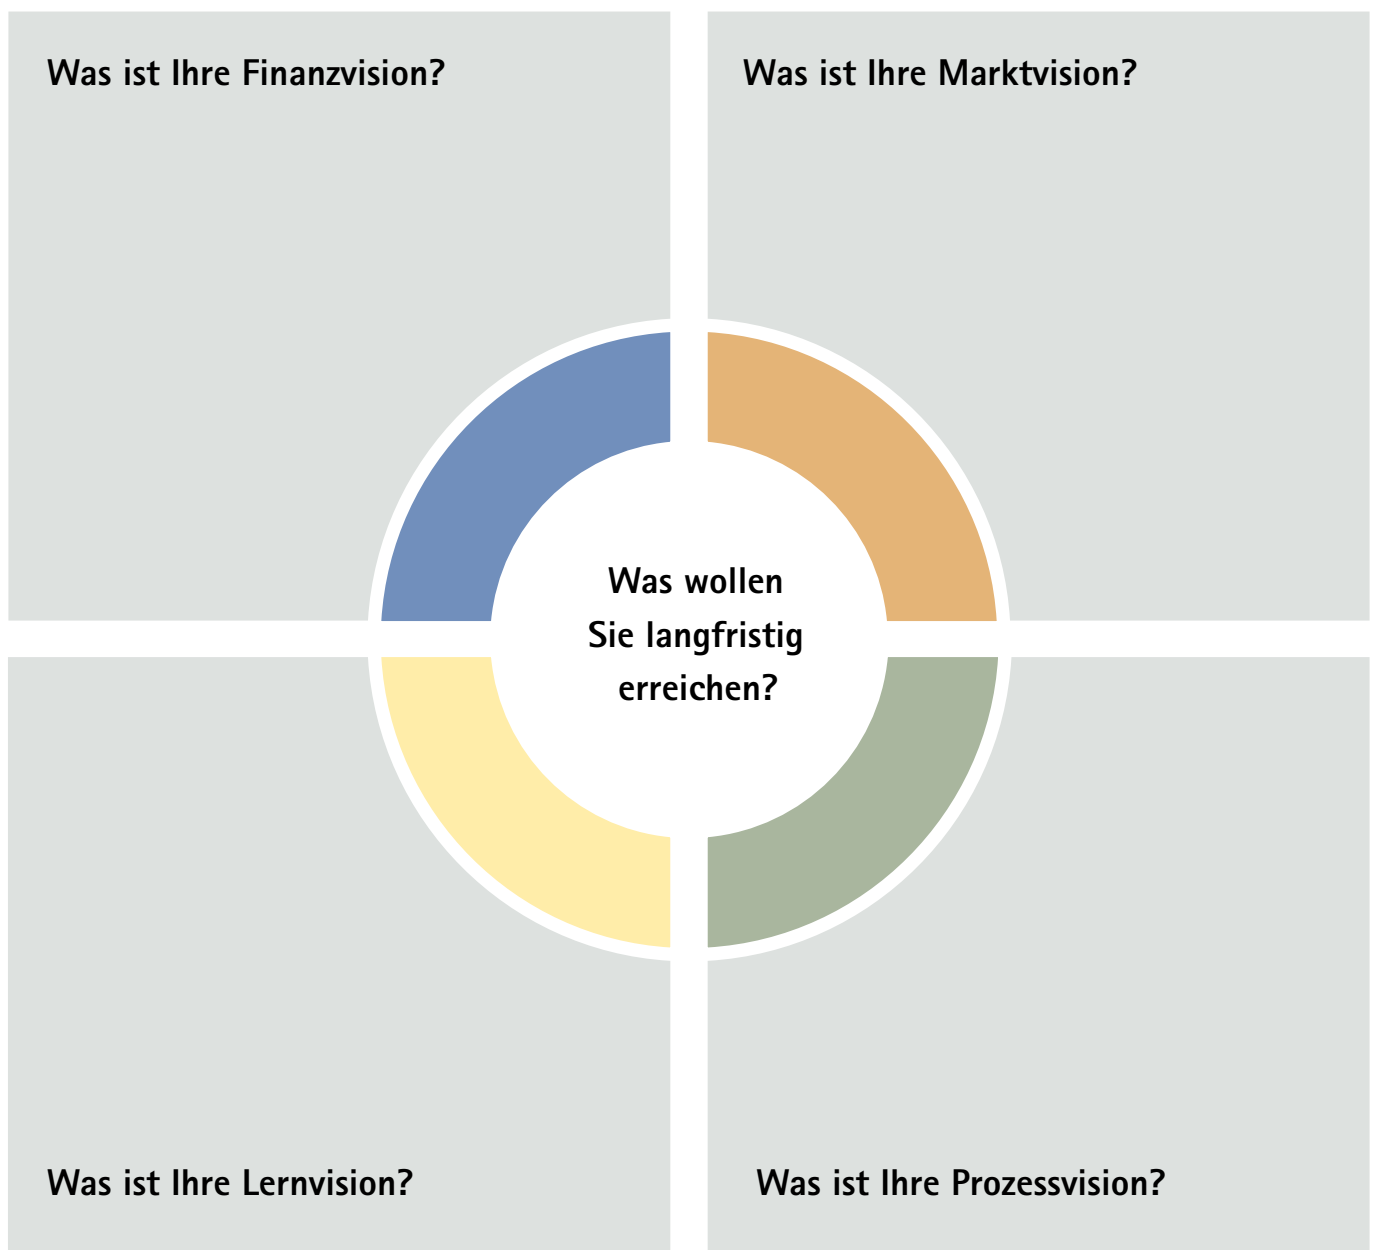 Was ist Ihre Finanzvision?
Was ist Ihre Marktvision?
Was wollen
Sie langfristig
erreichen?
Was ist Ihre Lernvision?
Was ist Ihre Prozessvision?